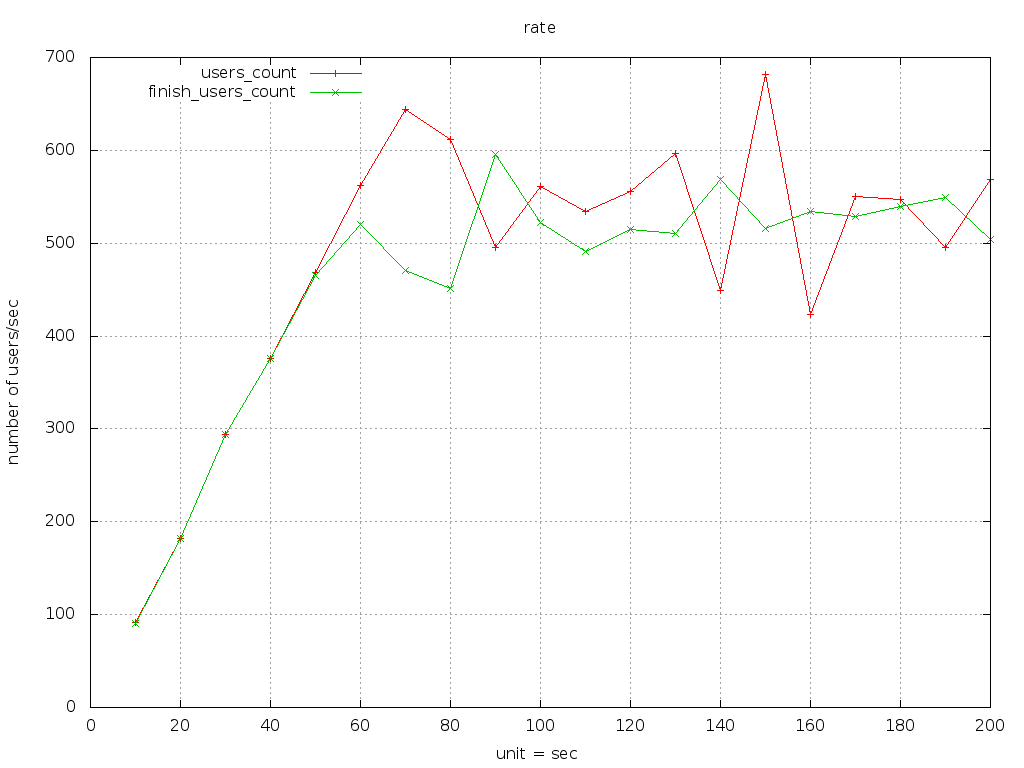 rate
users_count
finish_users_count
700
600
500
400
300
200
100
0
number of users/sec
0 20 40 60 80 100 120 140 160 180 200
unit = sec